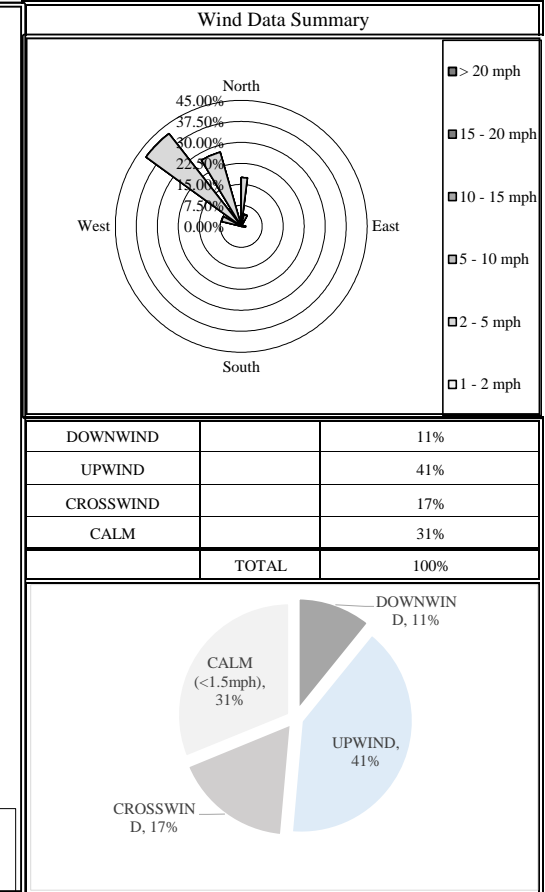 Wind Data Summary
North
45.00%
37.50%
30.00%
22.50%
15.00%
7.50%
0.00%
West
East
South
> 20 mph
15 - 20 mph
10 - 15 mph
5 - 10 mph
2 - 5 mph
1 - 2 mph
DOWNWIND 11%
UPWIND 41%
CROSSWIND 17%
CALM 31%
TOTAL 100%
DOWNWIN
D, 11%
CALM
(<1.5mph),
31%
UPWIND,
41%
CROSSWIN
D, 17%